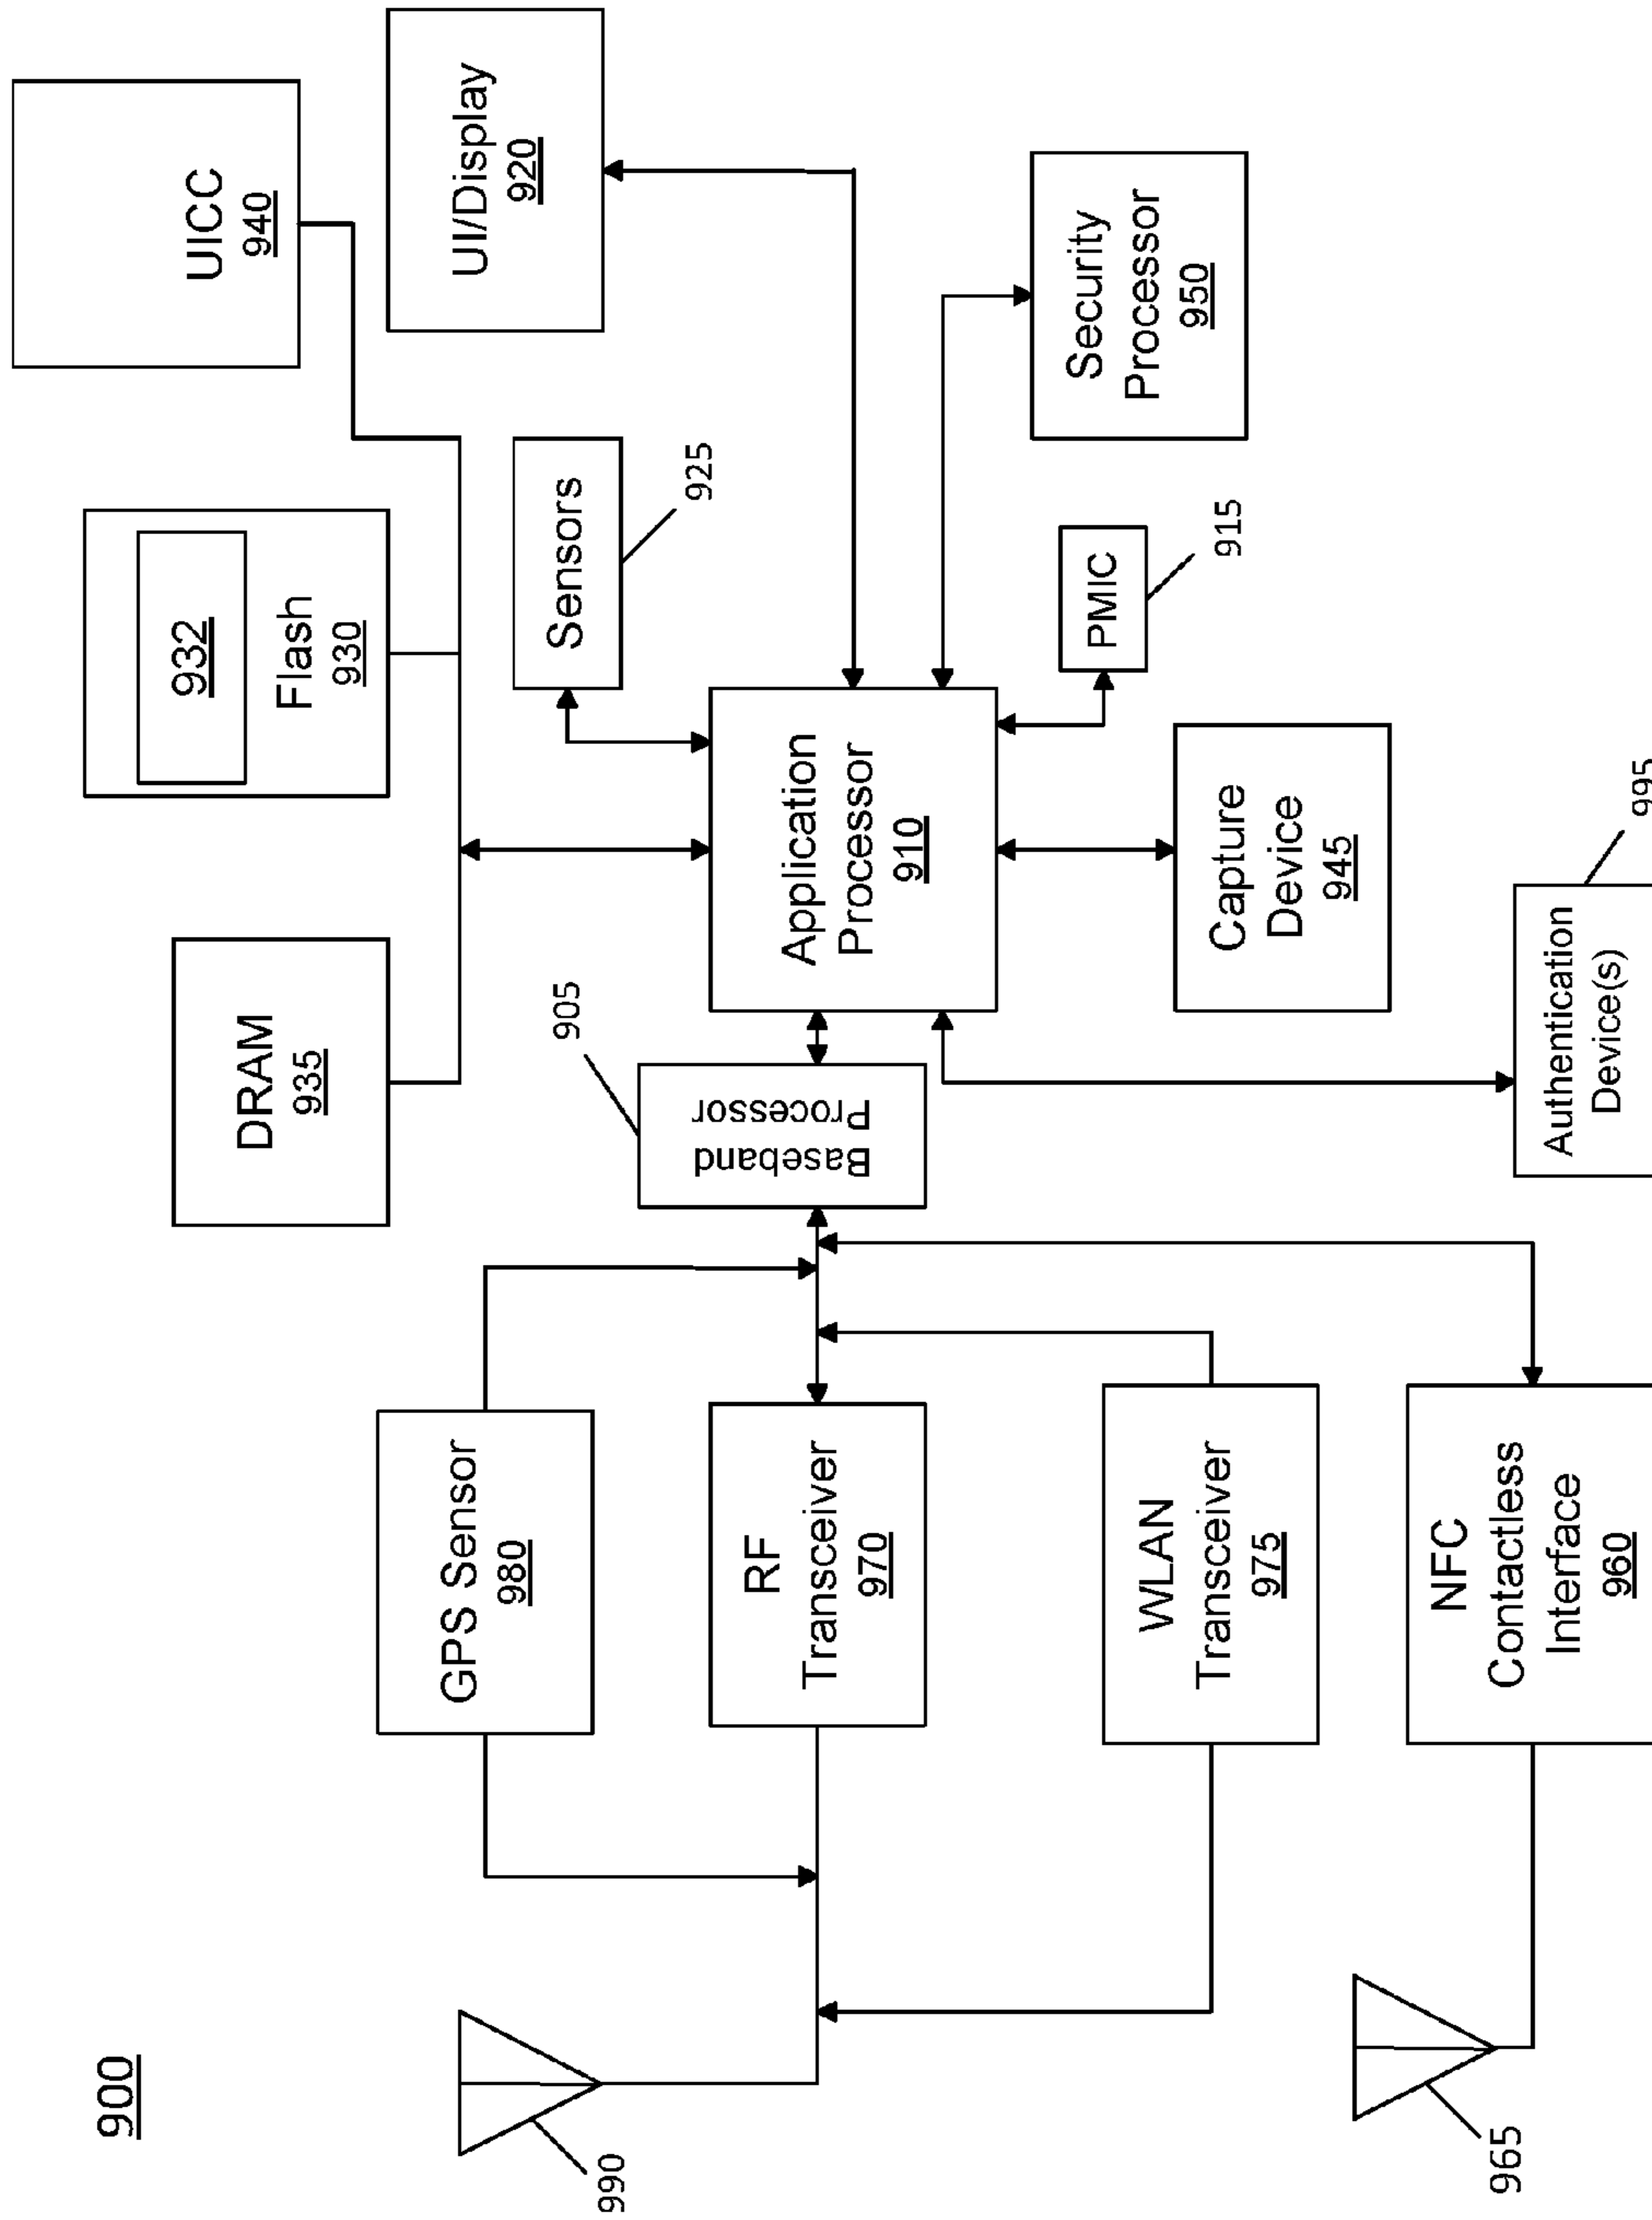 900
DRAM
935
932
Flash
930
UICC
940
UI/Display
920
Sensors
925
905
Baseband
Processor
Application
Processor
910
Security
Processor
950
PMIC
915
Capture
Device
945
Authentication
Device(s)
995
GPS Sensor
980
RF
Transceiver
970
WLAN
Transceiver
975
NFC
Contactless
Interface
960
990
965